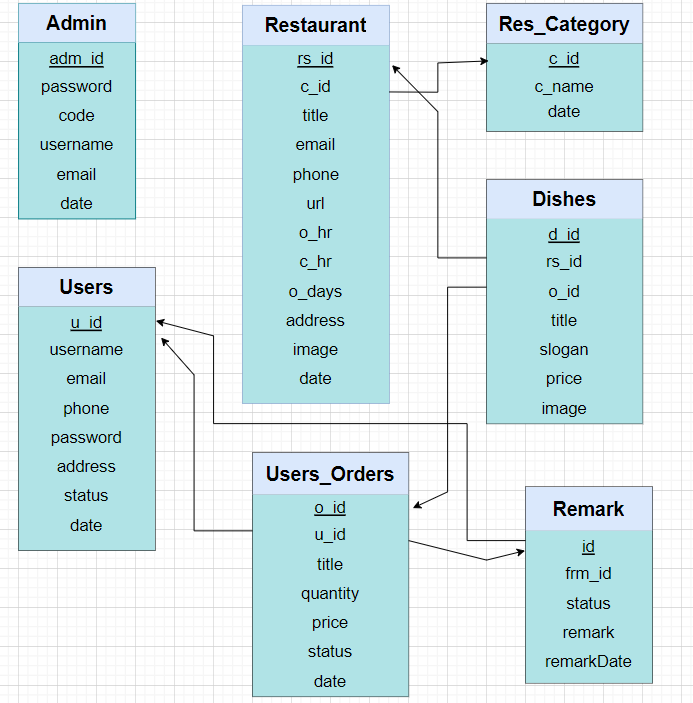 Admin
adm_id
password
code
username
email
date
Restaurant
rs_id
c_id
title
email
phone
url
o_hr
c_hr
o_days
address
image
date
Res_Category
c_id
c_name
date
Dishes
d_id
rs_id
o_id
title
slogan
price
image
Users
u_id
username
email
phone
password
address
status
date
Users_Orders
o_id
u_id
title
quantity
price
status
date
Remark
id
frm_id
status
remark
remarkDate